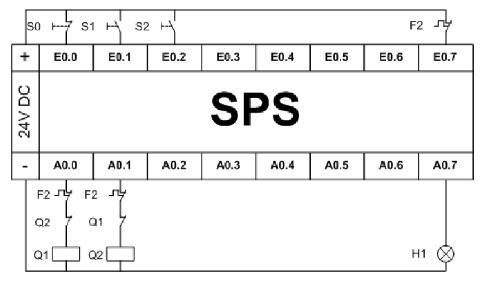 S0 S1 S2 F2
+ E0.0 E0.1 E0.2 E0.3 E0.4 E0.5 E0.6 E0.7
24V DC
SPS
- A0.0 A0.1 A0.2 A0.3 A0.4 A0.5 A0.6 A0.7
F2 F2
Q2 Q1
Q1 Q2 H1